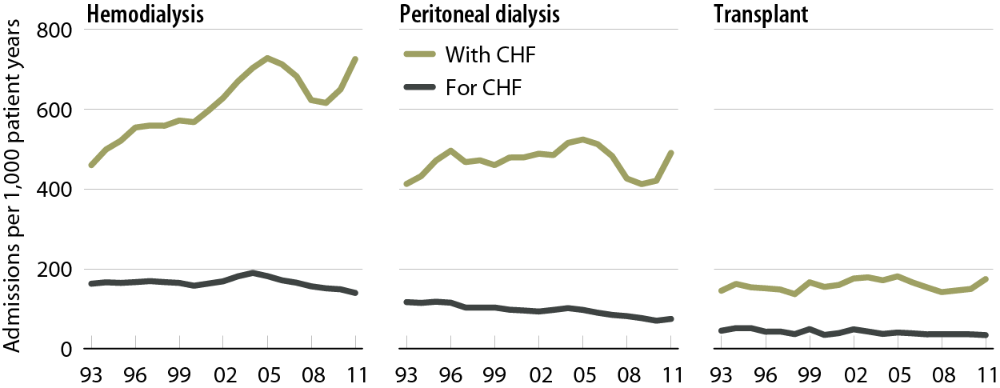 Hemodialysis
Peritoneal dialysis
Transplant
Admissions per 1,000 patient years
800
600
400
200
0
With CHF
For CHF
93 96 99 02 05 08 11
93 96 99 02 05 08 11
93 96 99 02 05 08 11